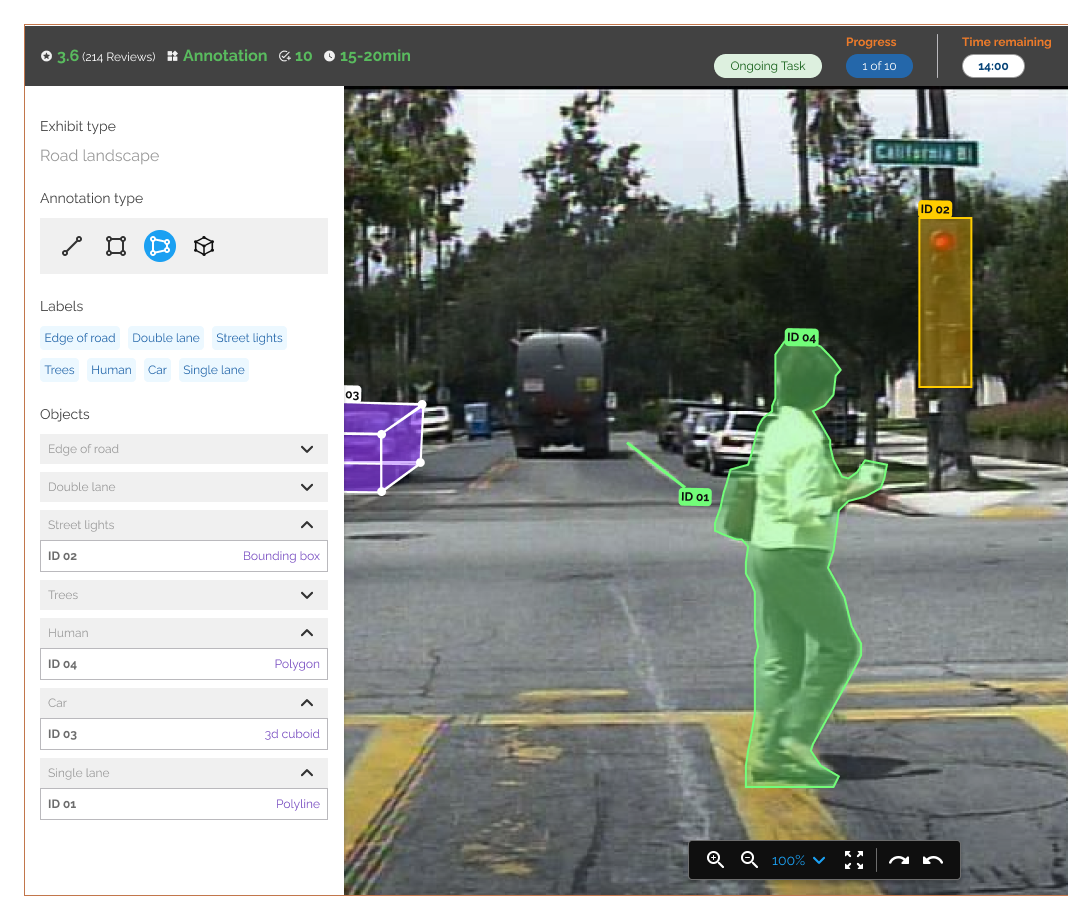 3.6 (214 Reviews) Annotation 10 15-20min
Ongoing Task
Progress
1 of 10
Time remaining
14:00
Exhibit type
Road landscape
Annotation type
Labels
Edge of road Double lane Street lights
Trees Human Car Single lane
Objects
Edge of road
Double lane
Street lights
ID 02 Bounding box
Trees
Human
ID 04 Polygon
Car
ID 03 3d cuboid
Single lane
ID 01 Polyline
California Bl
ID 02
ID 04
03
ID 01
100%